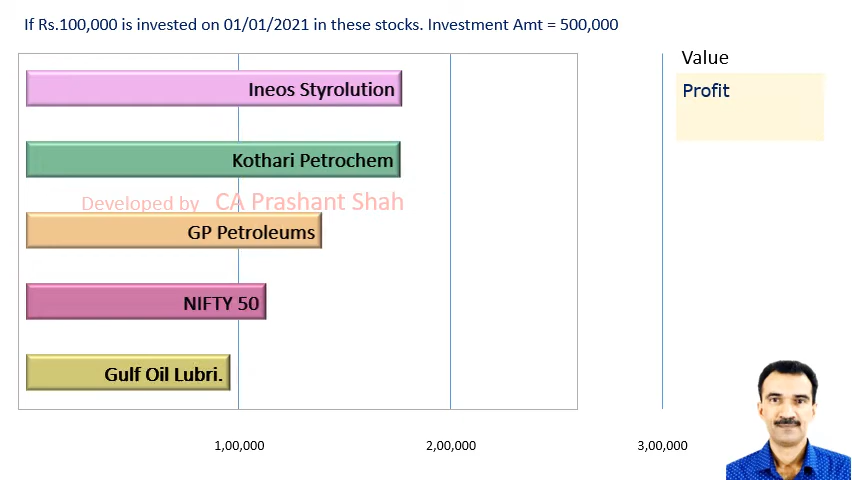 If Rs.100,000 is invested on 01/01/2021 in these stocks. Investment Amt = 500,000
Value
Profit
Ineos Styrolution
Kothari Petrochem
Developed by CA Prashant Shah
GP Petroleums
NIFTY 50
Gulf Oil Lubri.
1,00,000 2,00,000 3,00,000